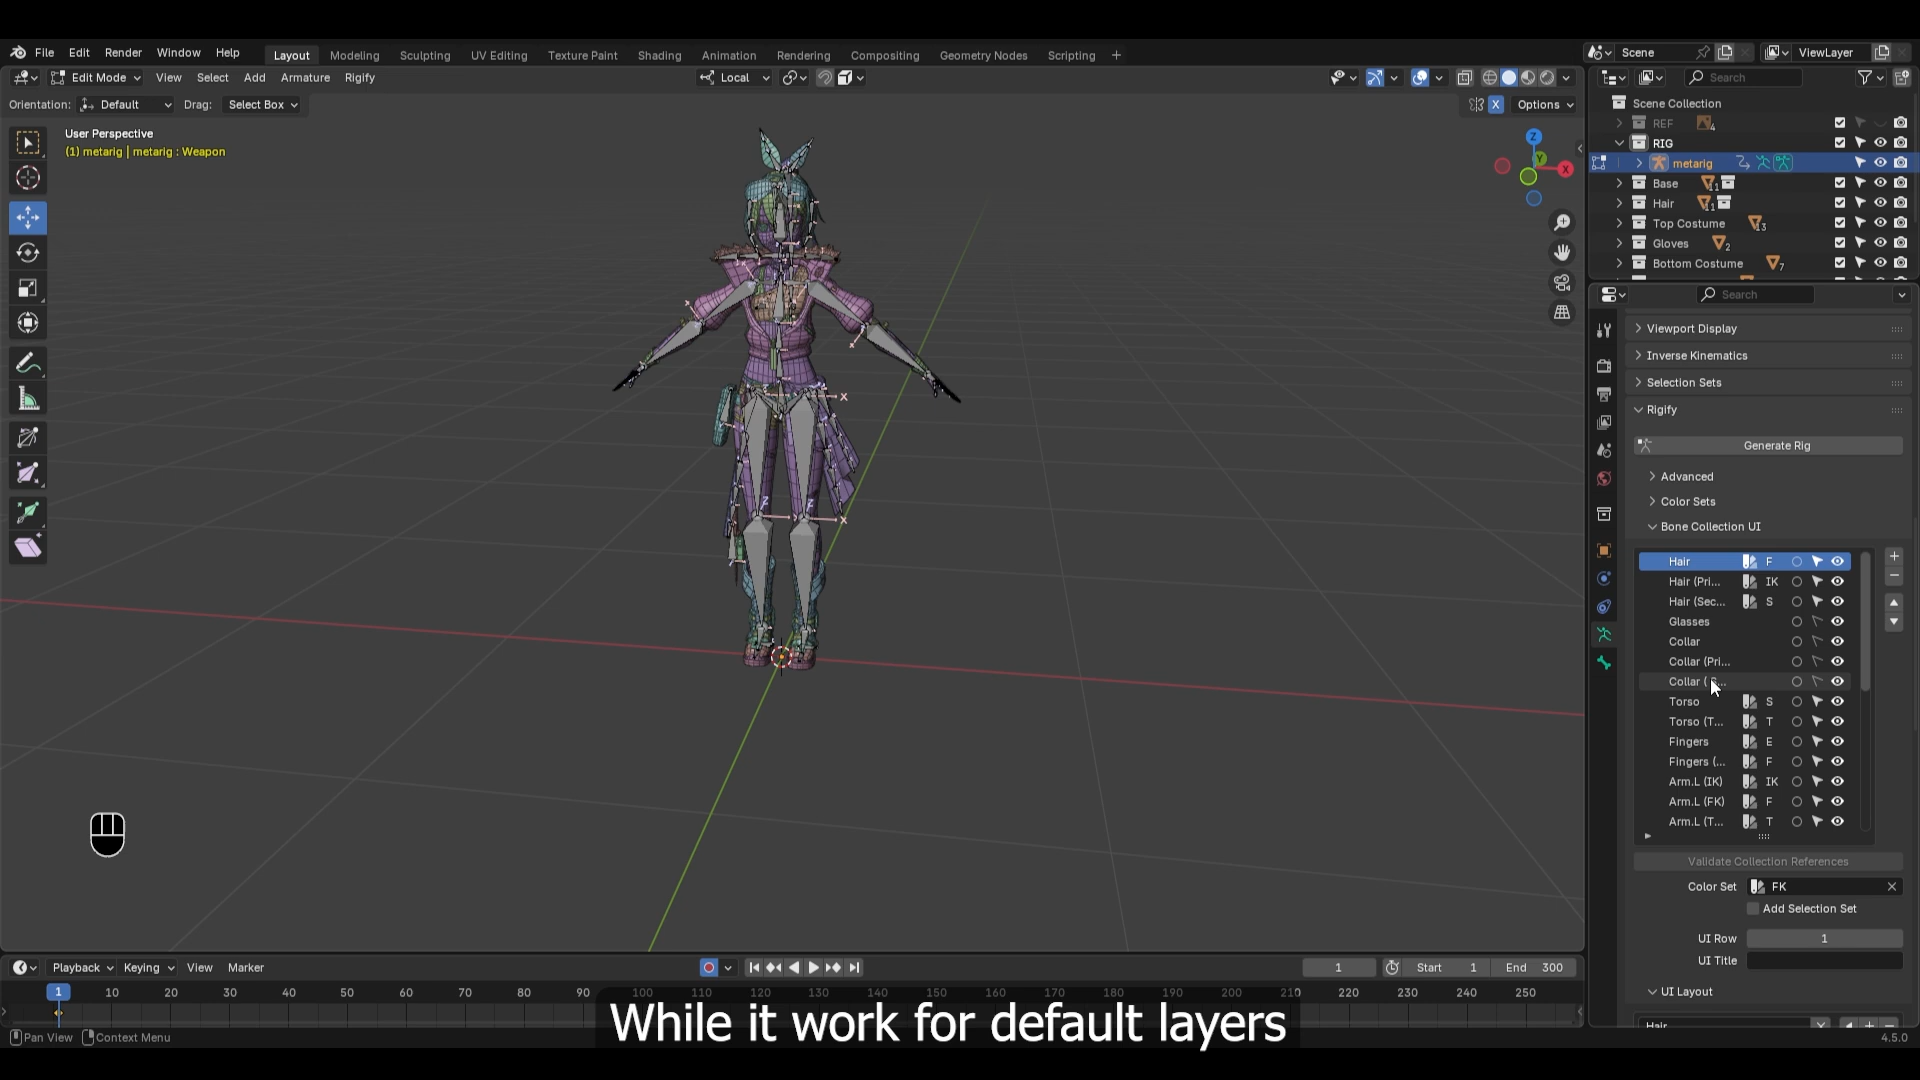 File Edit Render Window Help Layout Modeling Sculpting UV Editing Texture Paint Shading Animation Rendering Compositing Geometry Nodes Scripting + Scene ViewLayer
Edit Mode View Select Add Armature Rigify Local Search
Orientation: Default Drag: Select Box X Options
User Perspective
(1) metarig | metarig : Weapon
Z
Y
X
Scene Collection
REF 4
RIG
metarig
Base 11
Hair 11
Top Costume 13
Gloves 2
Bottom Costume 7
Search
Viewport Display
Inverse Kinematics
Selection Sets
Rigify
Generate Rig
Advanced
Color Sets
Bone Collection UI
Hair F
Hair (Pri... IK
Hair (Sec... S
Glasses
Collar
Collar (Pri...
Torso S
Torso (T... T
Fingers E
Fingers (... F
Arm.L (IK) IK
Arm.L (FK) F
Arm.L (T... T
Validate Collection References
Color Set FK
Add Selection Set
UI Row 1
UI Title
UI Layout
Hair
X
Z
Z
X
Playback Keying View Marker 1 Start 1 End 300
1 10 20 30 40 50 60 70 80 90 100 110 120 130 140 150 160 170 180 190 200 210 220 230 240 250
While it work for default layers
Pan View Context Menu 4.5.0